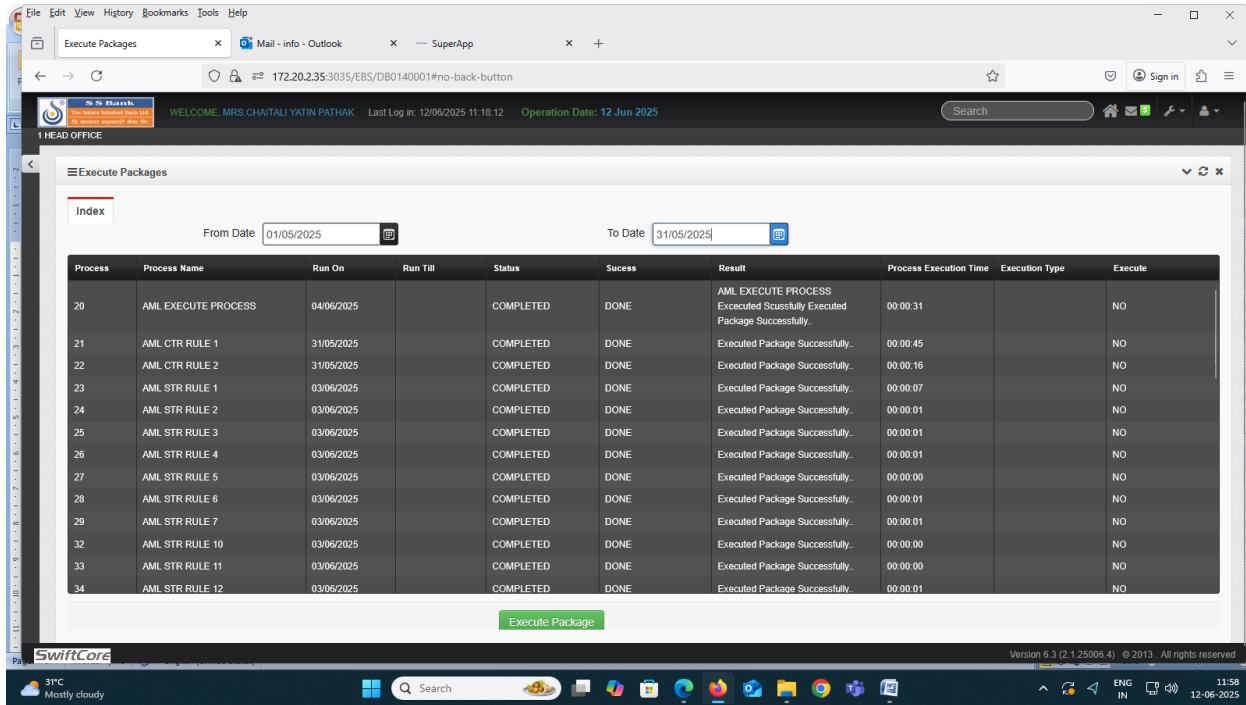 File Edit View History Bookmarks Tools Help
Execute Packages × Mail - info - Outlook × SuperApp × +
172.20.2.35:3035/EBS/DB0140001#no-back-button Sign in
S S Bank
The Satara Sahakari Bank Ltd.
WELCOME, MRS.CHAITALI YATIN PATHAK Last Log in: 12/06/2025 11:18:12 Operation Date: 12 Jun 2025 Search 5
1 HEAD OFFICE
Execute Packages
Index
From Date 01/05/2025 To Date 31/05/2025
Process Process Name Run On Run Till Status Sucess Result Process Execution Time Execution Type Execute
20 AML EXECUTE PROCESS 04/06/2025 COMPLETED DONE AML EXECUTE PROCESS Excecuted Scussfully Executed Package Successfully.. 00:00:31 NO
21 AML CTR RULE 1 31/05/2025 COMPLETED DONE Executed Package Successfully.. 00:00:45 NO
22 AML CTR RULE 2 31/05/2025 COMPLETED DONE Executed Package Successfully.. 00:00:16 NO
23 AML STR RULE 1 03/06/2025 COMPLETED DONE Executed Package Successfully.. 00:00:07 NO
24 AML STR RULE 2 03/06/2025 COMPLETED DONE Executed Package Successfully.. 00:00:01 NO
25 AML STR RULE 3 03/06/2025 COMPLETED DONE Executed Package Successfully.. 00:00:01 NO
26 AML STR RULE 4 03/06/2025 COMPLETED DONE Executed Package Successfully.. 00:00:01 NO
27 AML STR RULE 5 03/06/2025 COMPLETED DONE Executed Package Successfully.. 00:00:00 NO
28 AML STR RULE 6 03/06/2025 COMPLETED DONE Executed Package Successfully.. 00:00:01 NO
29 AML STR RULE 7 03/06/2025 COMPLETED DONE Executed Package Successfully.. 00:00:01 NO
32 AML STR RULE 10 03/06/2025 COMPLETED DONE Executed Package Successfully.. 00:00:00 NO
33 AML STR RULE 11 03/06/2025 COMPLETED DONE Executed Package Successfully.. 00:00:00 NO
34 AML STR RULE 12 03/06/2025 COMPLETED DONE Executed Package Successfully.. 00:00:01 NO
Execute Package
SwiftCore Version 6.3 (2.1.25006.4) © 2013 . All rights reserved
31°C
Mostly cloudy
Search
ENG
IN
11:58
12-06-2025